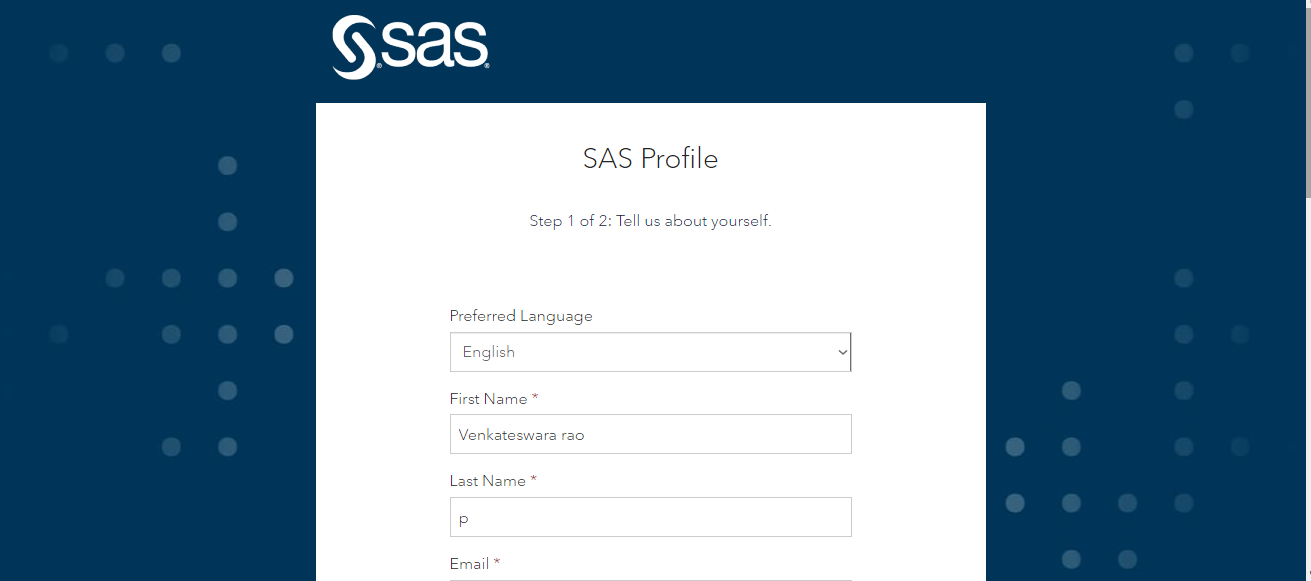 sas
SAS Profile
Step 1 of 2: Tell us about yourself.
Preferred Language
English
First Name *
Venkateswara rao
Last Name *
p
Email *